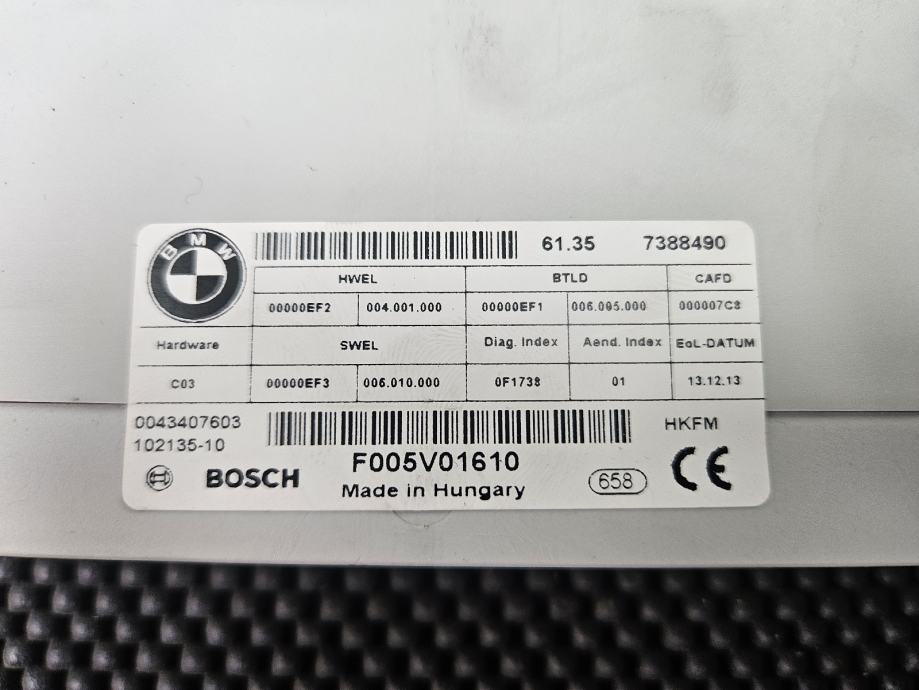 BMW
61.35 7388490
HWEL BTLD CAFD
00000EF2 004.001.000 00000EF1 006.005.000 000007C8
Hardware SWEL Diag. Index Aend. Index EoL-DATUM
C03 00000EF3 006.010.000 0F1738 01 13.12.13
0043407603 HKFM
102135-10
BOSCH F005V01610 658 CE
Made in Hungary